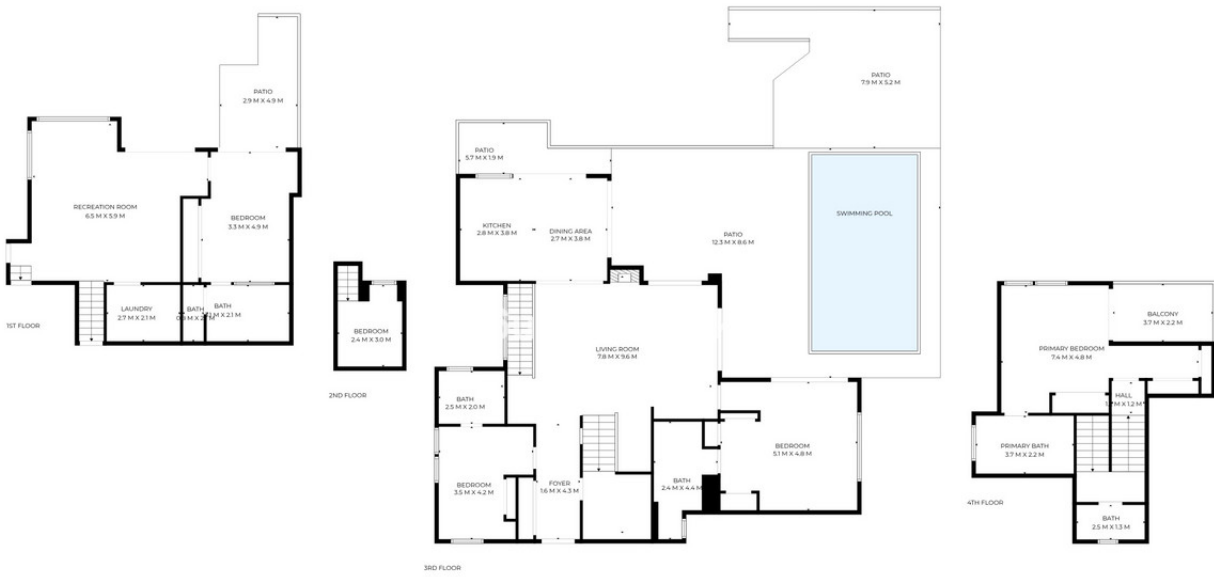 PATIO
2.9 M X 4.9 M
RECREATION ROOM
6.5 M X 5.9 M
BEDROOM
3.3 M X 4.9 M
LAUNDRY
2.7 M X 2.1 M
BATH
BATH
M X 2.1 M
1ST FLOOR
BEDROOM
2.4 M X 3.0 M
2ND FLOOR
PATIO
7.9 M X 5.2 M
PATIO
5.7 M X 1.9 M
KITCHEN
2.8 M X 3.8 M
DINING AREA
2.7 M X 3.8 M
PATIO
12.3 M X 8.6 M
SWIMMING POOL
LIVING ROOM
7.8 M X 9.6 M
BATH
2.5 M X 2.0 M
BEDROOM
3.5 M X 4.2 M
FOYER
1.6 M X 4.3 M
BATH
2.4 M X 4.4 M
BEDROOM
5.1 M X 4.8 M
3RD FLOOR
BALCONY
3.7 M X 2.2 M
PRIMARY BEDROOM
7.4 M X 4.8 M
HALL
M X 1.2 M
PRIMARY BATH
3.7 M X 2.2 M
BATH
2.5 M X 1.3 M
4TH FLOOR